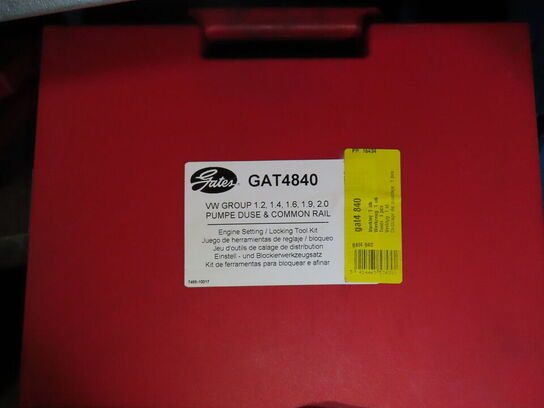 Gates
GAT4840
VW GROUP 1.2, 1.4, 1.6, 1.9, 2.0
PUMPE DUSE & COMMON RAIL
Engine Setting / Locking Tool Kit
Juego de herramientas de reglaje / bloqueo
Jeu d'outils de calage de distribution
Einstell - und Blockierwerkzeugsatz
Kit de ferramentas para bloquear e afinar
7468-10017
gat4 840